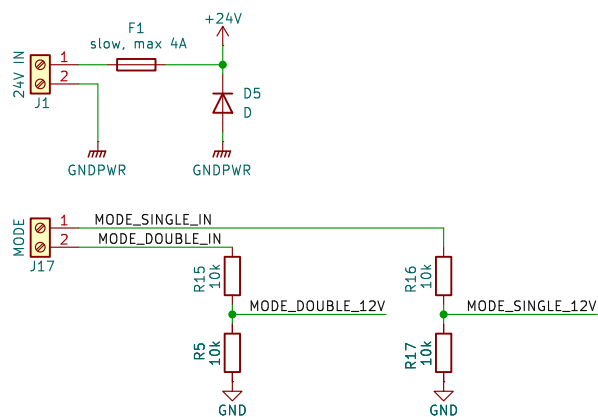 +24V
F1
slow, max 4A
24V IN
1
2
J1
D5
D
GNDPWR
GNDPWR
MODE
1
2
J17
MODE_SINGLE_IN
MODE_DOUBLE_IN
R15
10k
R16
10k
MODE_DOUBLE_12V
MODE_SINGLE_12V
R5
10k
R17
10k
GND
GND